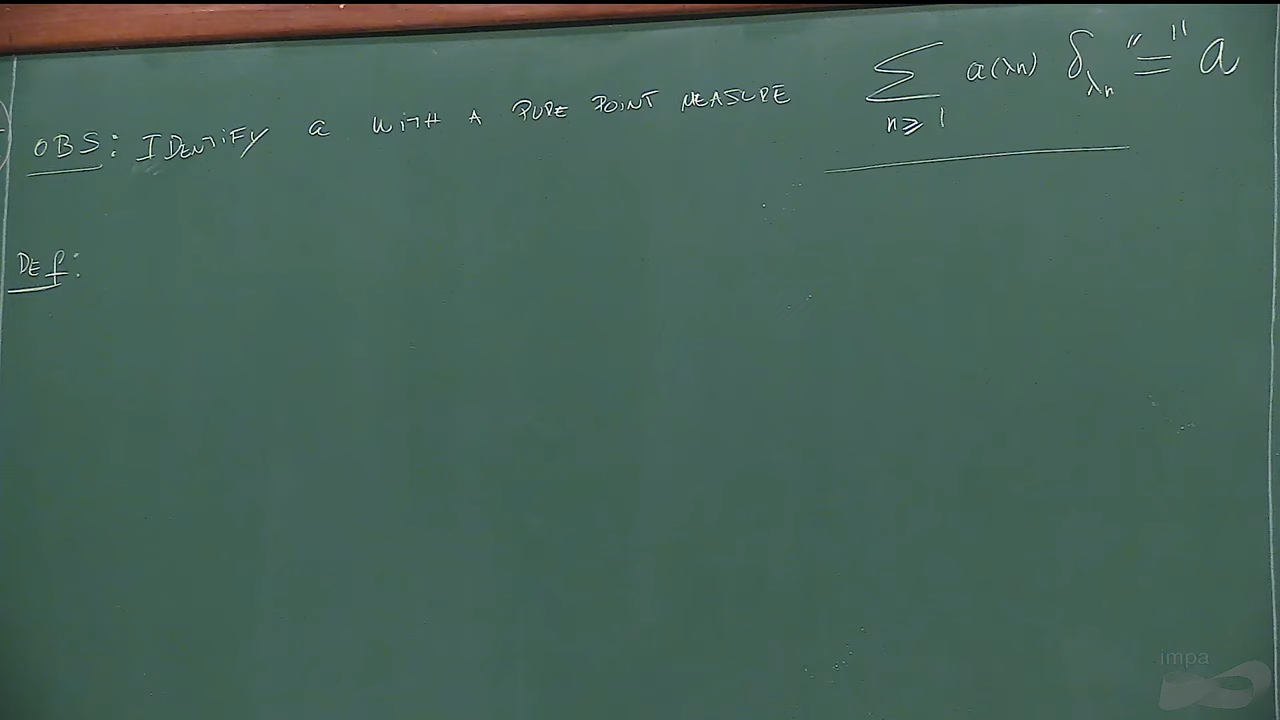 OBS: IDENTIFY a WITH A PURE POINT MEASURE ∑_{n≥1} a(λn) δ_{λn} "=" a
DEf:
impa